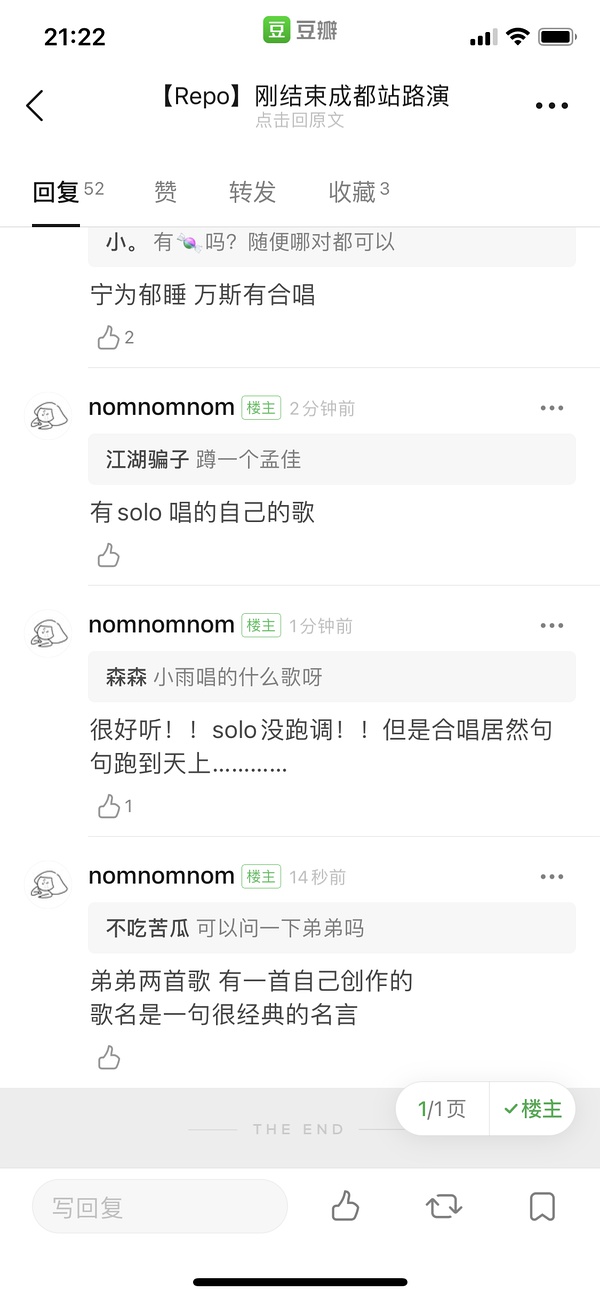 21:22
豆 豆瓣
【Repo】刚结束成都站路演
点击回原文
回复 52 赞 转发 收藏 3
小。 有🍬吗？随便哪对都可以
宁为郁睡 万斯有合唱
2
nomnomnom 楼主 2分钟前
江湖骗子 蹲一个孟佳
有solo 唱的自己的歌
nomnomnom 楼主 1分钟前
森森 小雨唱的什么歌呀
很好听！！solo没跑调！！但是合唱居然句
句跑到天上…………
1
nomnomnom 楼主 14秒前
不吃苦瓜 可以问一下弟弟吗
弟弟两首歌 有一首自己创作的
歌名是一句很经典的名言
1/1页 楼主
THE END
写回复